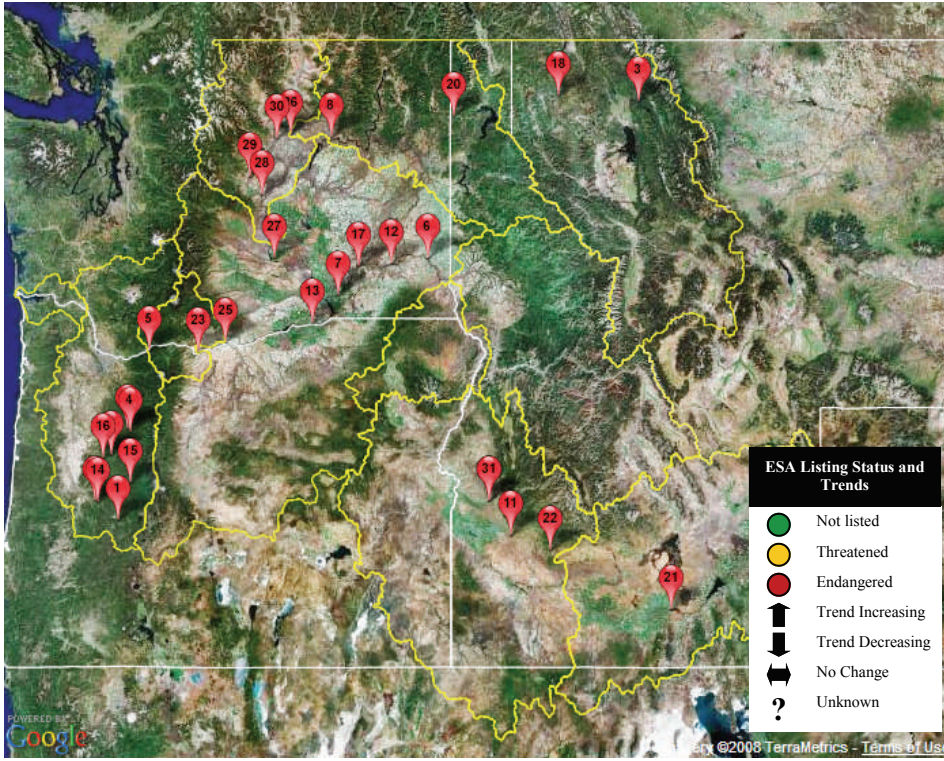 18
3
20
30
8
29
28
27
6
12
17
7
13
25
23
5
4
16
15
14
1
31
11
22
21
ESA Listing Status and
Trends
Not listed
Threatened
Endangered
Trend Increasing
Trend Decreasing
No Change
?
Unknown
POWERED BY
Google
©2008 TerraMetrics - Terms of Use